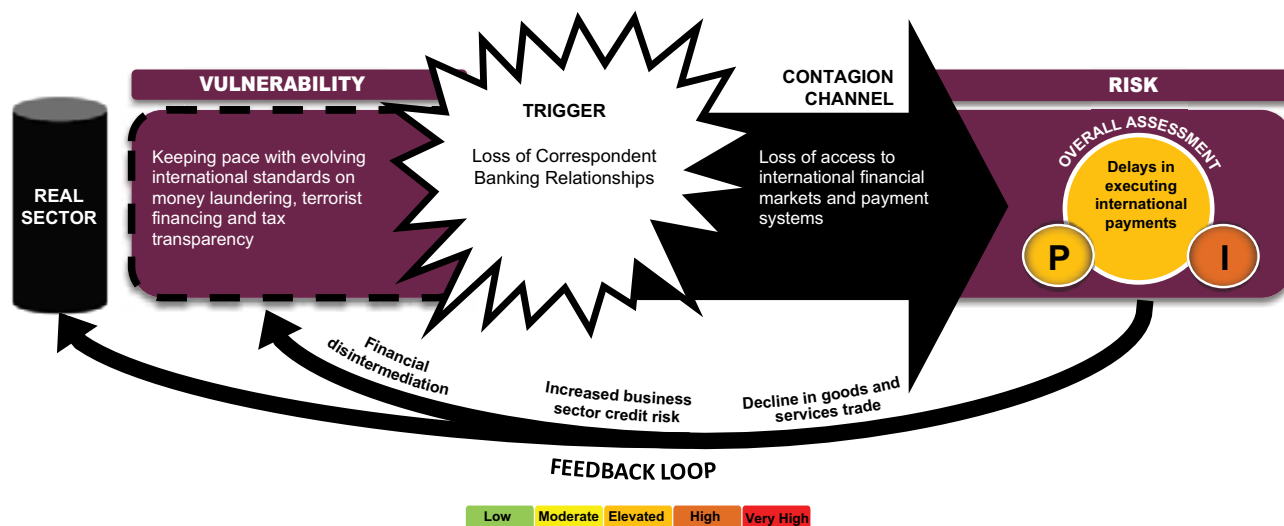 VULNERABILITY
REAL
SECTOR
Keeping pace with evolving
international standards on
money laundering, terrorist
financing and tax
transparency
TRIGGER
Loss of Correspondent
Banking Relationships
CONTAGION
CHANNEL
Loss of access to
international financial
markets and payment
systems
RISK
OVERALL ASSESSMENT
Delays in
executing
international
payments
P
I
Financial
disintermediation
Increased business
sector credit risk
Decline in goods and
services trade
FEEDBACK LOOP
Low Moderate Elevated High Very High